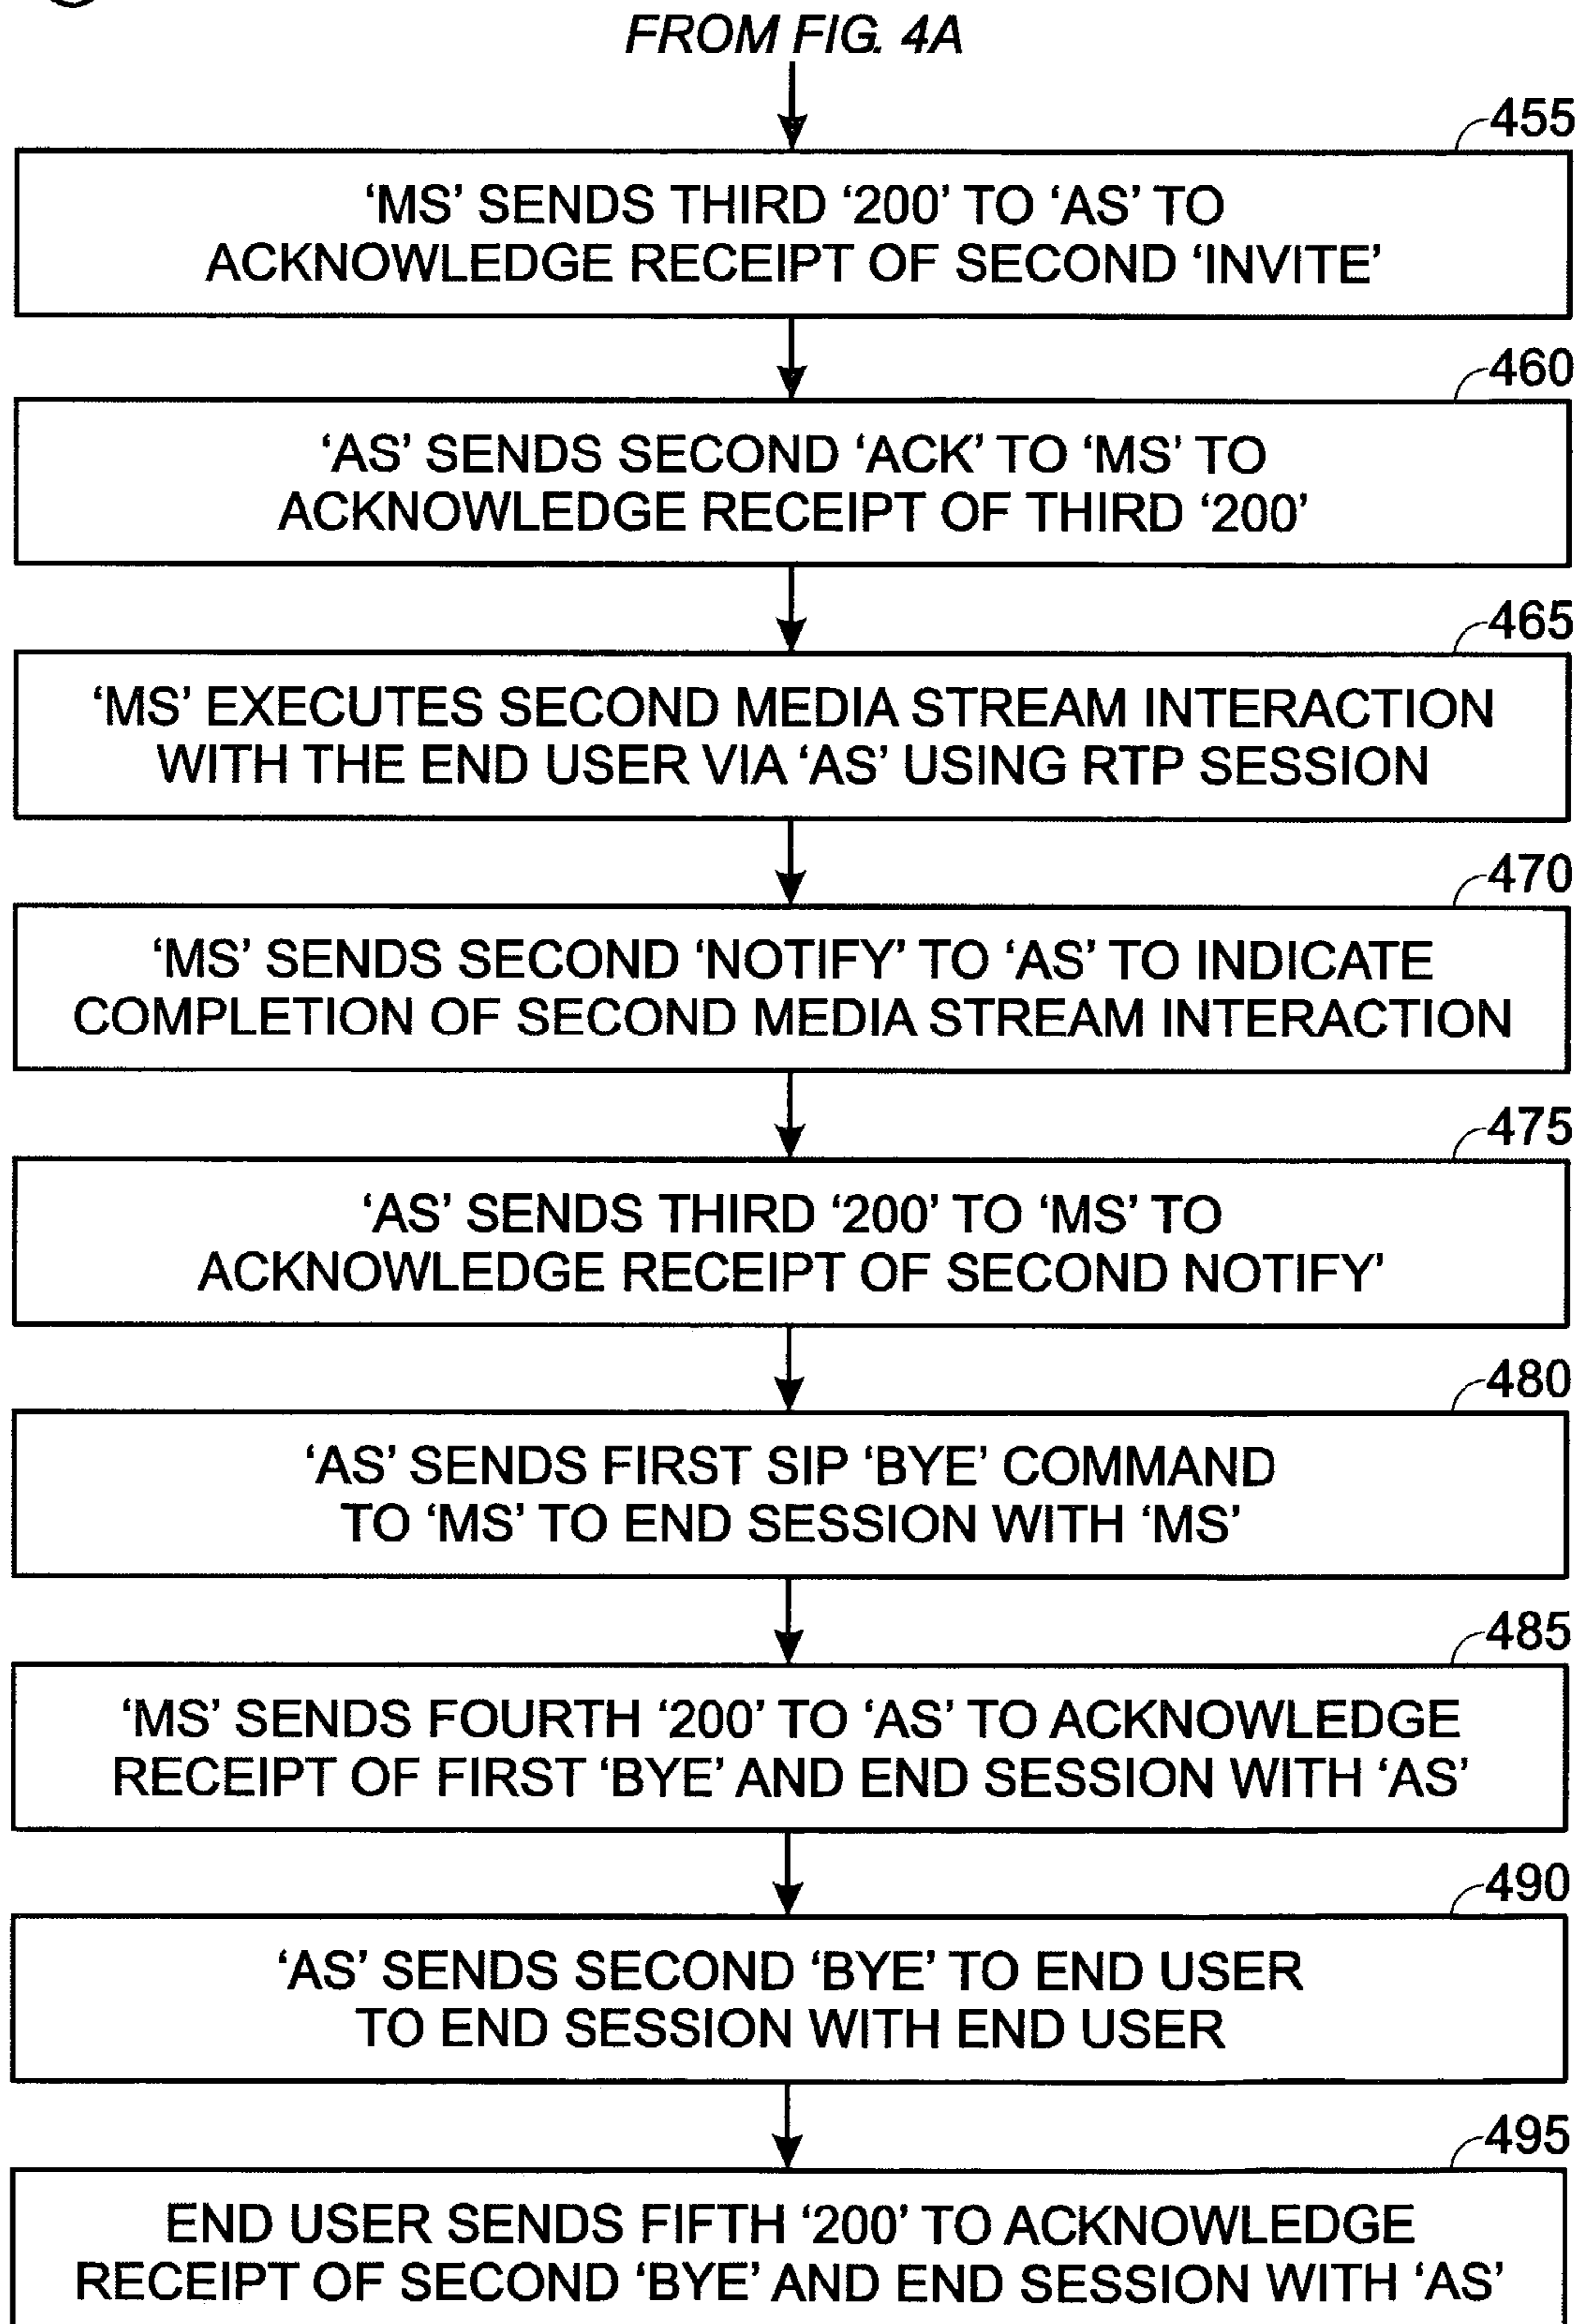 FROM FIG. 4A
455
‘MS’ SENDS THIRD ‘200’ TO ‘AS’ TO
ACKNOWLEDGE RECEIPT OF SECOND ‘INVITE’
460
‘AS’ SENDS SECOND ‘ACK’ TO ‘MS’ TO
ACKNOWLEDGE RECEIPT OF THIRD ‘200’
465
‘MS’ EXECUTES SECOND MEDIA STREAM INTERACTION
WITH THE END USER VIA ‘AS’ USING RTP SESSION
470
‘MS’ SENDS SECOND ‘NOTIFY’ TO ‘AS’ TO INDICATE
COMPLETION OF SECOND MEDIA STREAM INTERACTION
475
‘AS’ SENDS THIRD ‘200’ TO ‘MS’ TO
ACKNOWLEDGE RECEIPT OF SECOND NOTIFY’
480
‘AS’ SENDS FIRST SIP ‘BYE’ COMMAND
TO ‘MS’ TO END SESSION WITH ‘MS’
485
‘MS’ SENDS FOURTH ‘200’ TO ‘AS’ TO ACKNOWLEDGE
RECEIPT OF FIRST ‘BYE’ AND END SESSION WITH ‘AS’
490
‘AS’ SENDS SECOND ‘BYE’ TO END USER
TO END SESSION WITH END USER
495
END USER SENDS FIFTH ‘200’ TO ACKNOWLEDGE
RECEIPT OF SECOND ‘BYE’ AND END SESSION WITH ‘AS’